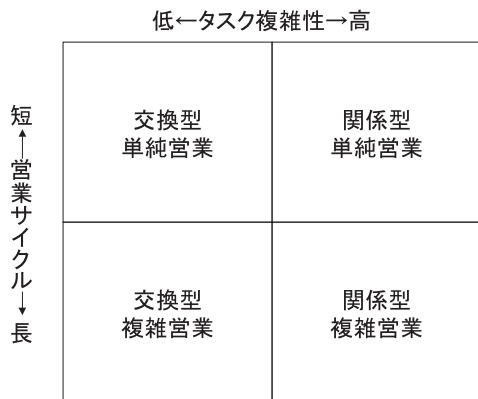 低←タスク複雑性→高
短←営業サイクル→長
交換型
単純営業
関係型
単純営業
交換型
複雑営業
関係型
複雑営業